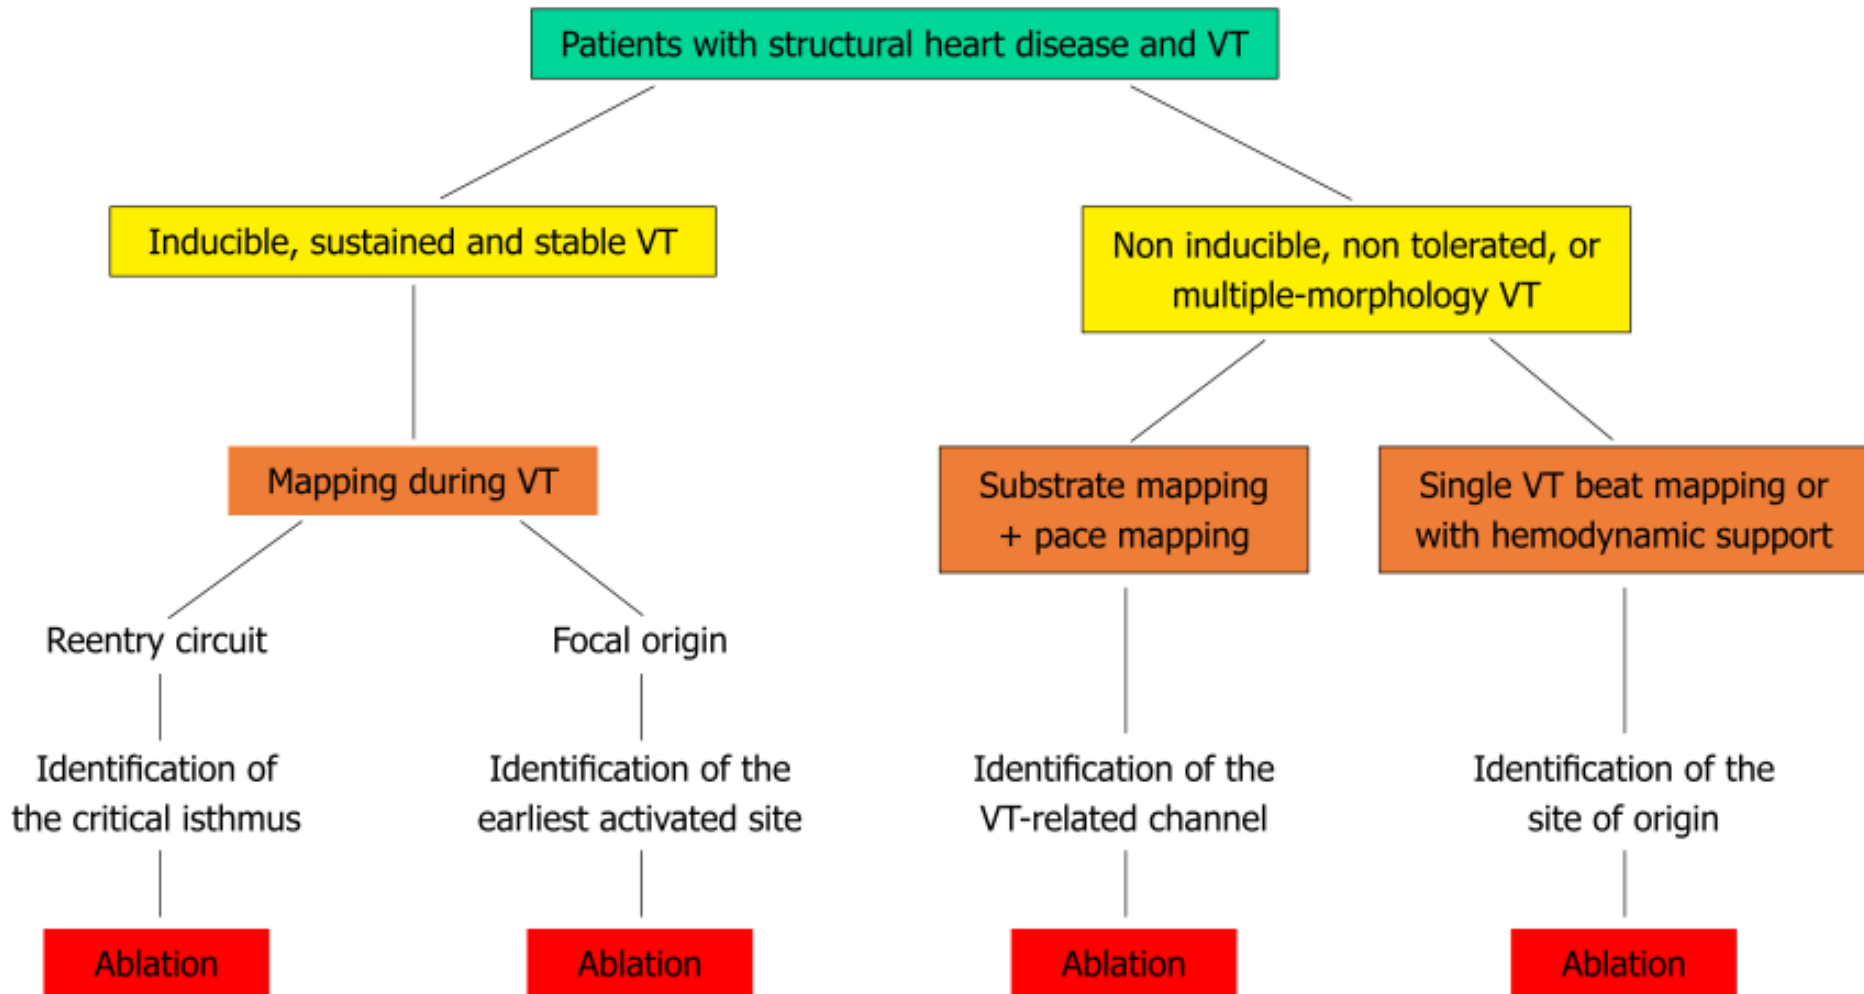 Patients with structural heart disease and VT
Inducible, sustained and stable VT
Non inducible, non tolerated, or
multiple-morphology VT
Mapping during VT
Substrate mapping
+ pace mapping
Single VT beat mapping or
with hemodynamic support
Reentry circuit
Focal origin
Identification of
the critical isthmus
Identification of the
earliest activated site
Identification of the
VT-related channel
Identification of the
site of origin
Ablation
Ablation
Ablation
Ablation